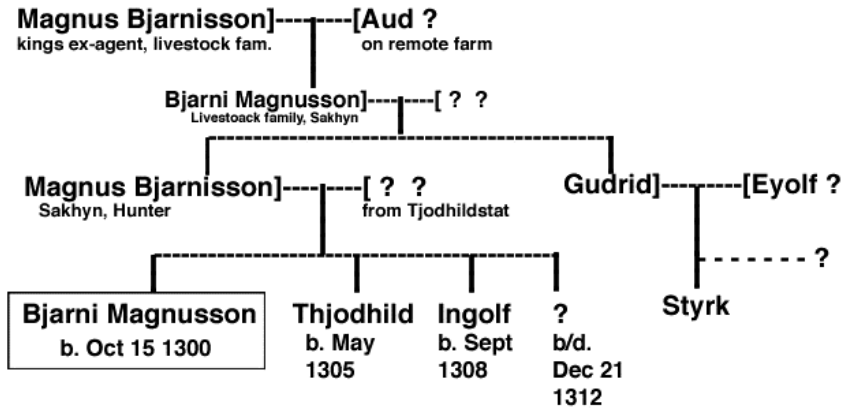 Magnus Bjarnisson]-------[Aud ?
kings ex-agent, livestock fam. on remote farm
Bjarni Magnusson]-------[ ? ?
Livestoack family, Sakhyn
Magnus Bjarnisson]-------[ ? ?
Sakhyn, Hunter from Tjodhildstat
Gudrid]-------[Eyolf ?
?
Styrk
Bjarni Magnusson
b. Oct 15 1300
Thjodhild
b. May
1305
Ingolf
b. Sept
1308
?
b/d.
Dec 21
1312